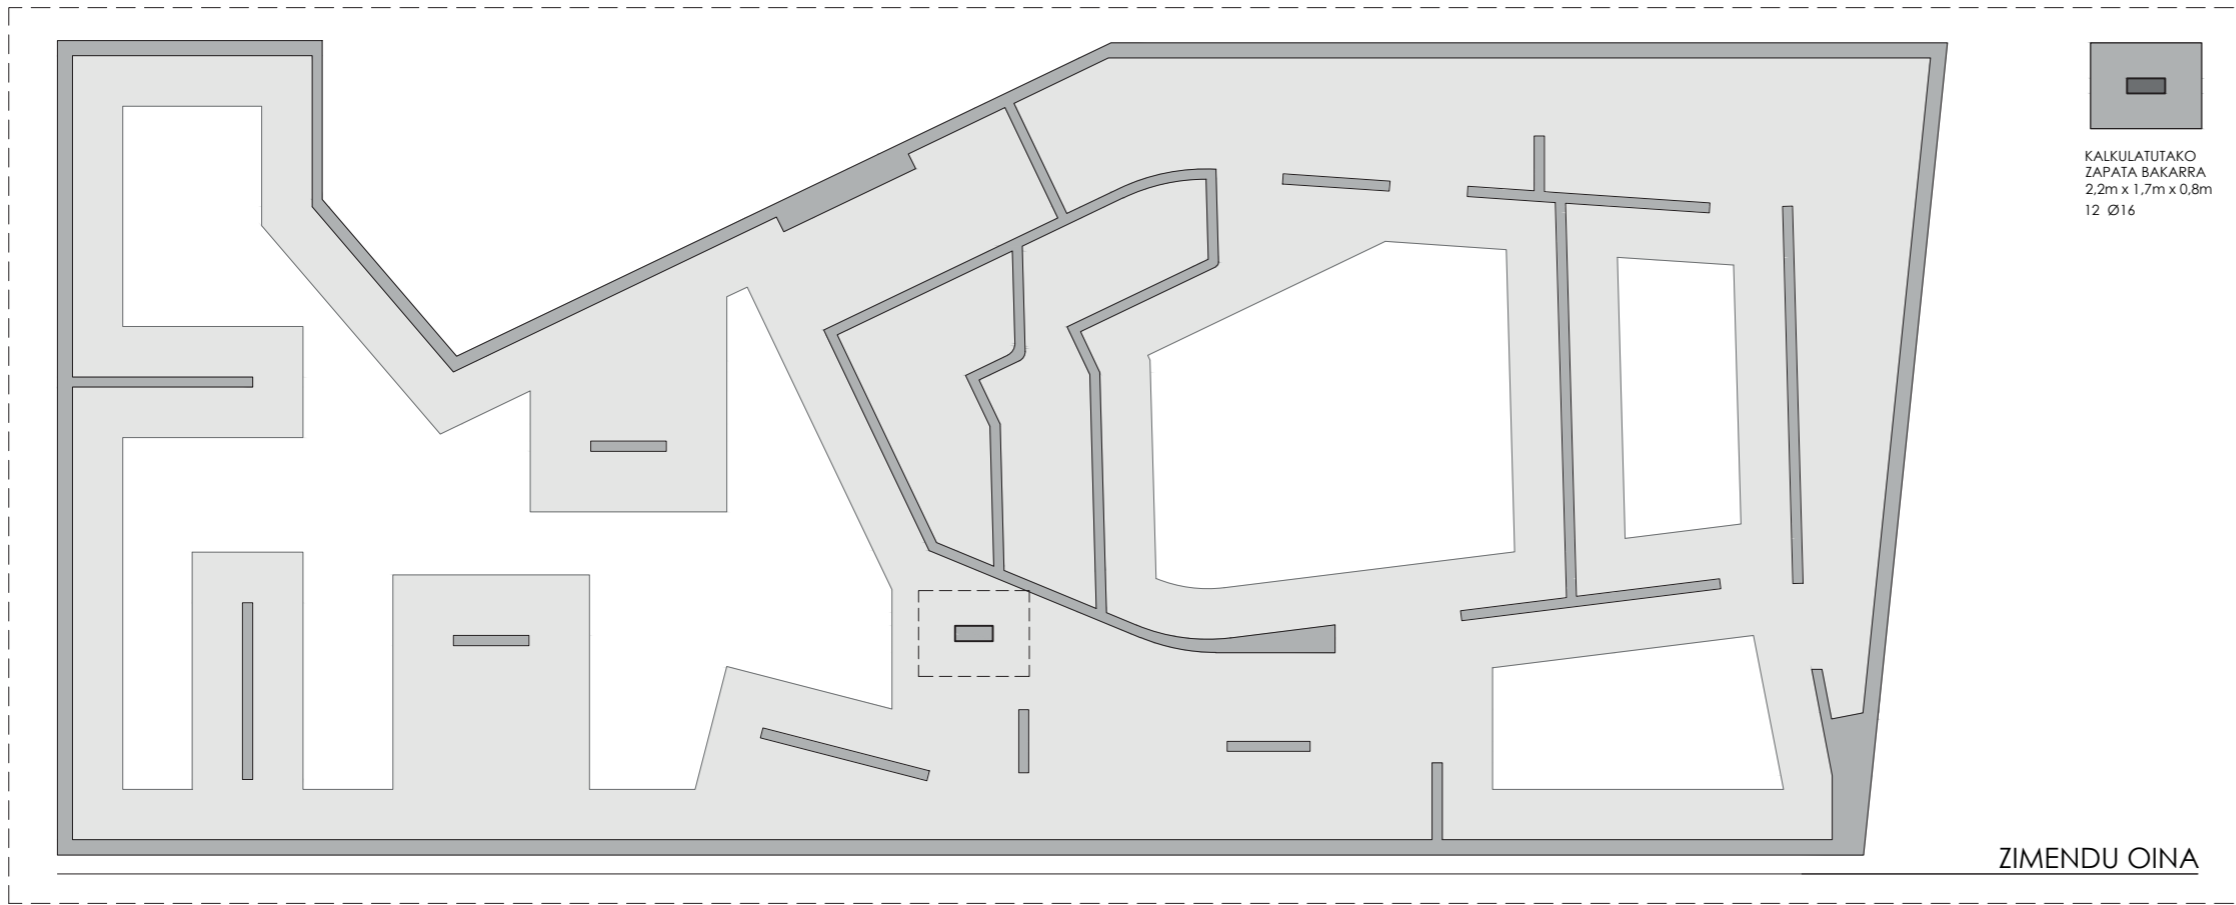 KALKULATUTAKO
ZAPATA BAKARRA
2,2m x 1,7m x 0,8m
12 Ø16
ZIMENDU OINA